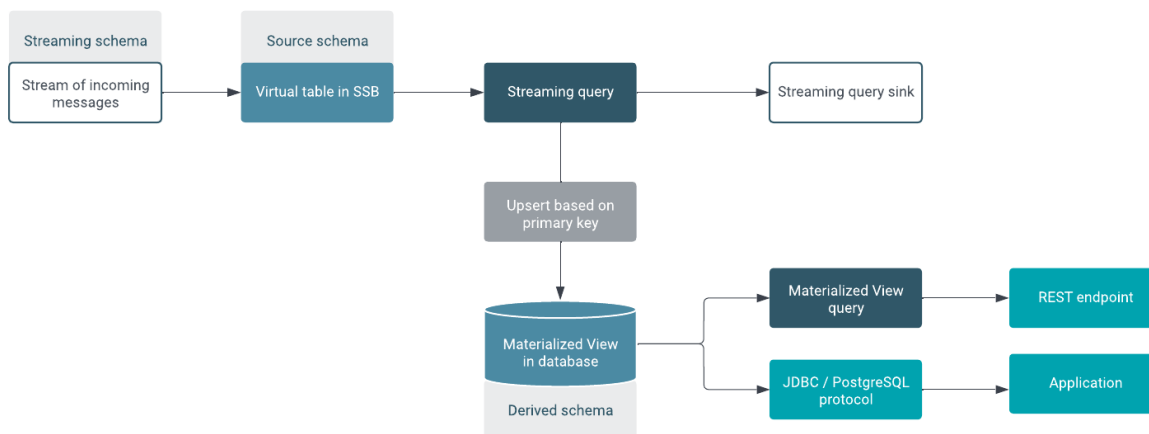 Streaming schema
Source schema
Stream of incoming
messages
Virtual table in SSB
Streaming query
Streaming query sink
Upsert based on
primary key
Materialized View
query
REST endpoint
Materialized View
in database
JDBC / PostgreSQL
protocol
Application
Derived schema